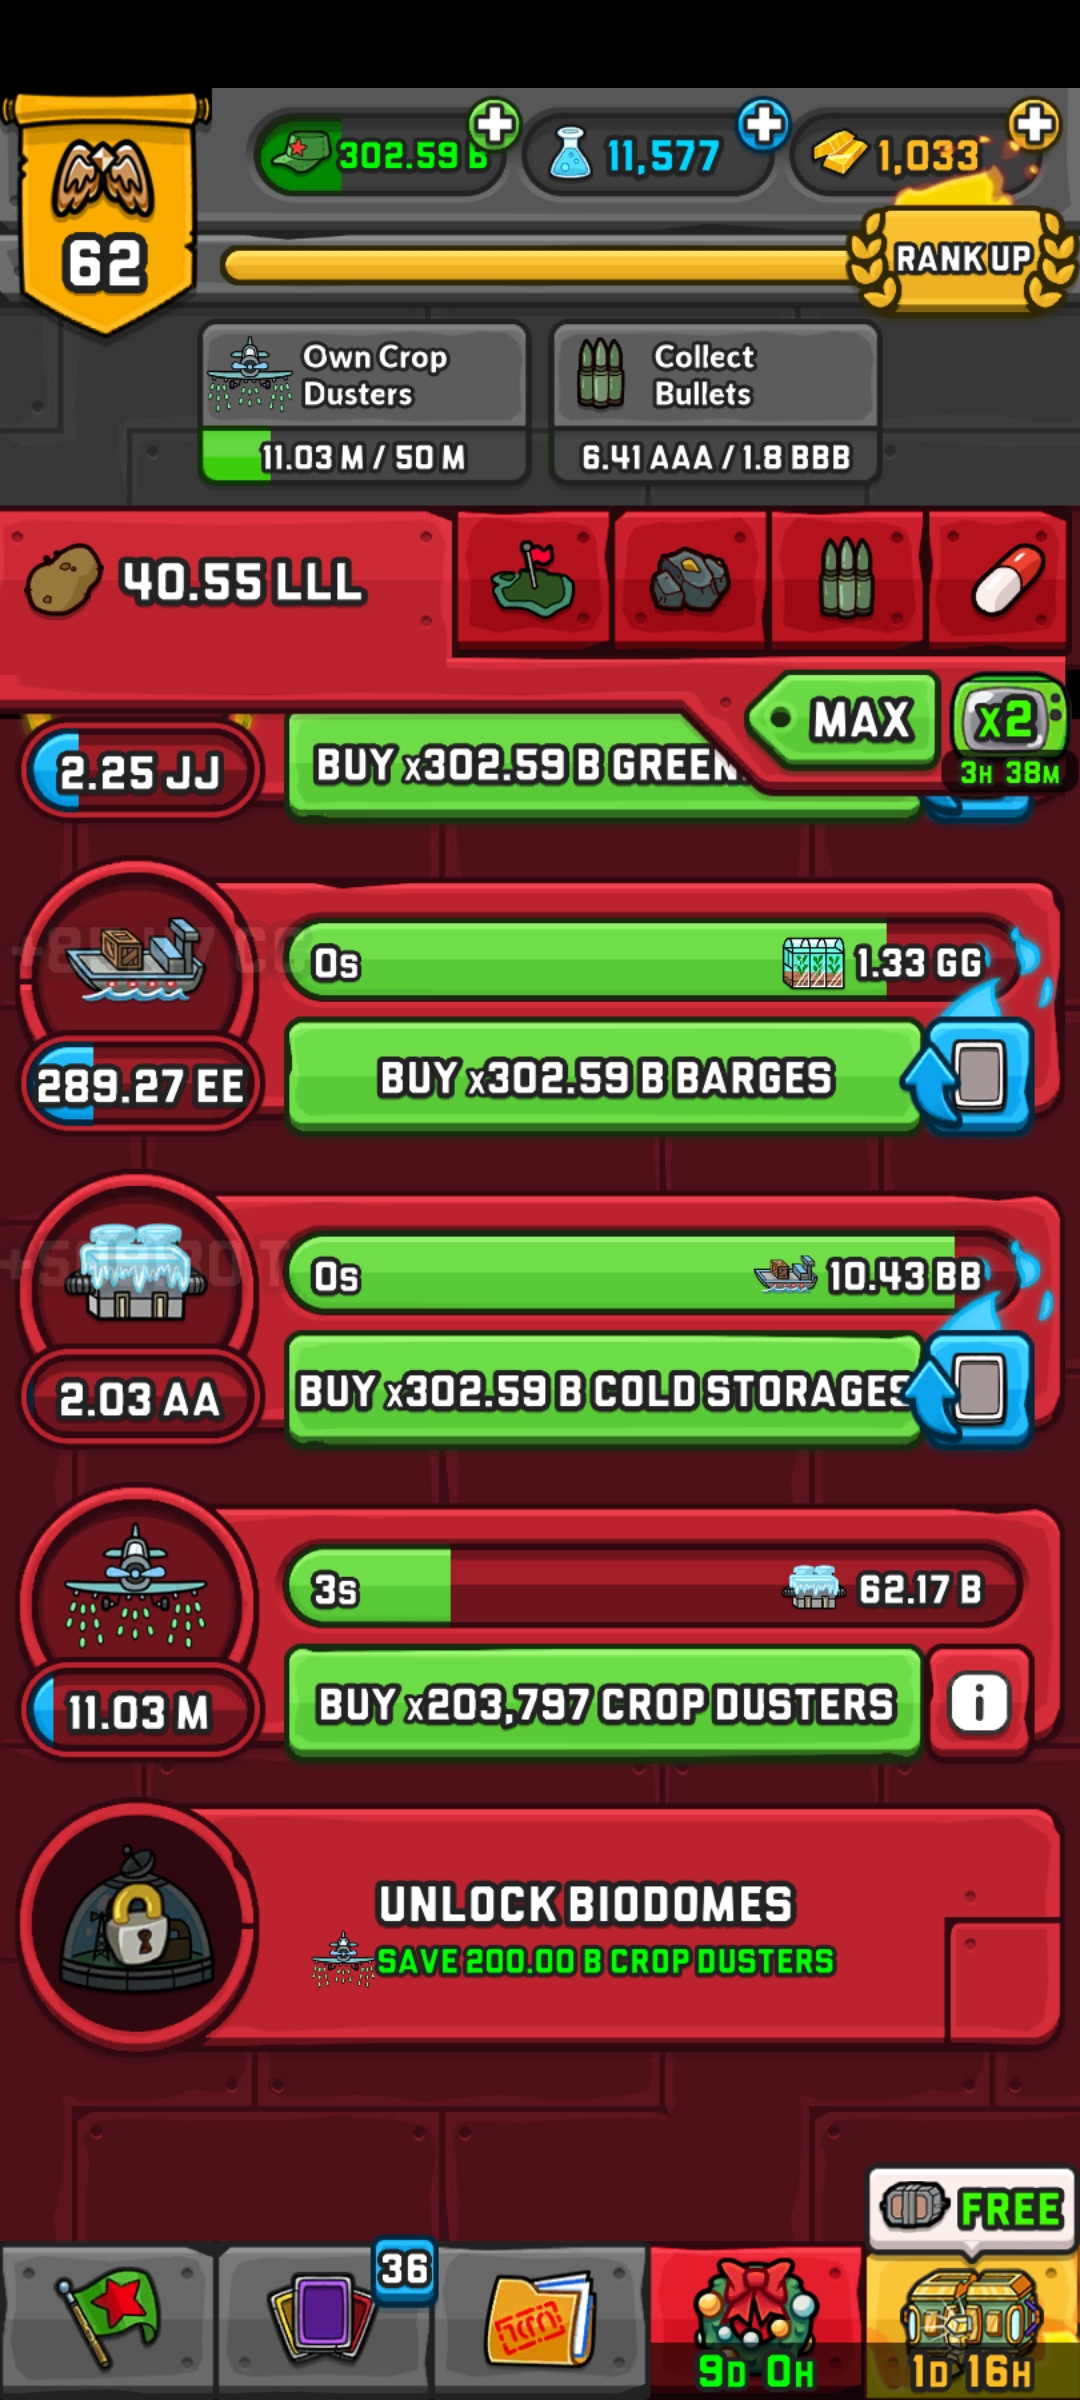 302.59 B
11,577
1,033
62
RANK UP
Own Crop
Dusters
11.03 M / 50 M
Collect
Bullets
6.41 AAA / 1.8 BBB
40.55 LLL
MAX
x2
3H 38M
2.25 JJ
BUY x302.59 B GREEN
0s
1.33 GG
289.27 EE
BUY x302.59 B BARGES
0s
10.43 BB
2.03 AA
BUY x302.59 B COLD STORAGES
3s
62.17 B
11.03 M
BUY x203,797 CROP DUSTERS
i
UNLOCK BIODOMES
SAVE 200.00 B CROP DUSTERS
FREE
36
9D 0H
1D 16H